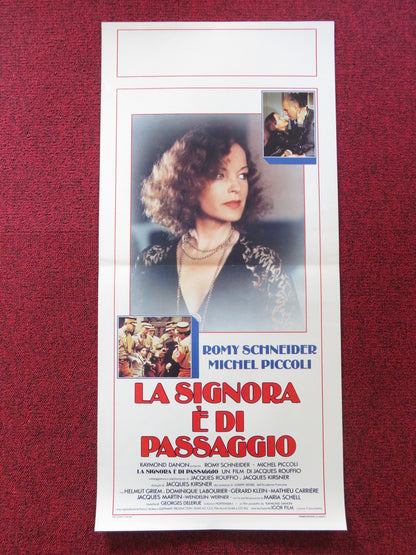 ROMY SCHNEIDER
MICHEL PICCOLI
LA SIGNORA
È DI
PASSAGGIO
RAYMOND DANON ROMY SCHNEIDER - MICHEL PICCOLI
LA SIGNORA È DI PASSAGGIO UN FILM DI JACQUES ROUFFIO
JACQUES ROUFFIO - JACQUES KIRSNER
JACQUES KIRSNER
HELMUT GRIEM - DOMINIQUE LABOURIER - GÉRARD KLEIN - MATHIEU CARRIÈRE
JACQUES MARTIN - WENDELIN WERNER MARIA SCHELL
GEORGES DELERUE
IGOR FILM